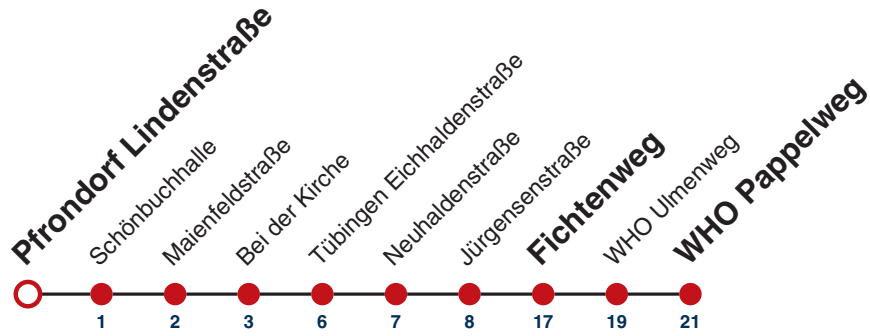 Pfrondorf Lindenstraße
Schönbuchhalle
Maienfeldstraße
Bei der Kirche
Tübingen Eichhaldenstraße
Neuhaldenstraße
Jürgensenstraße
Fichtenweg
WHO Ulmenweg
WHO Pappelweg
1 2 3 6 7 8 17 19 21